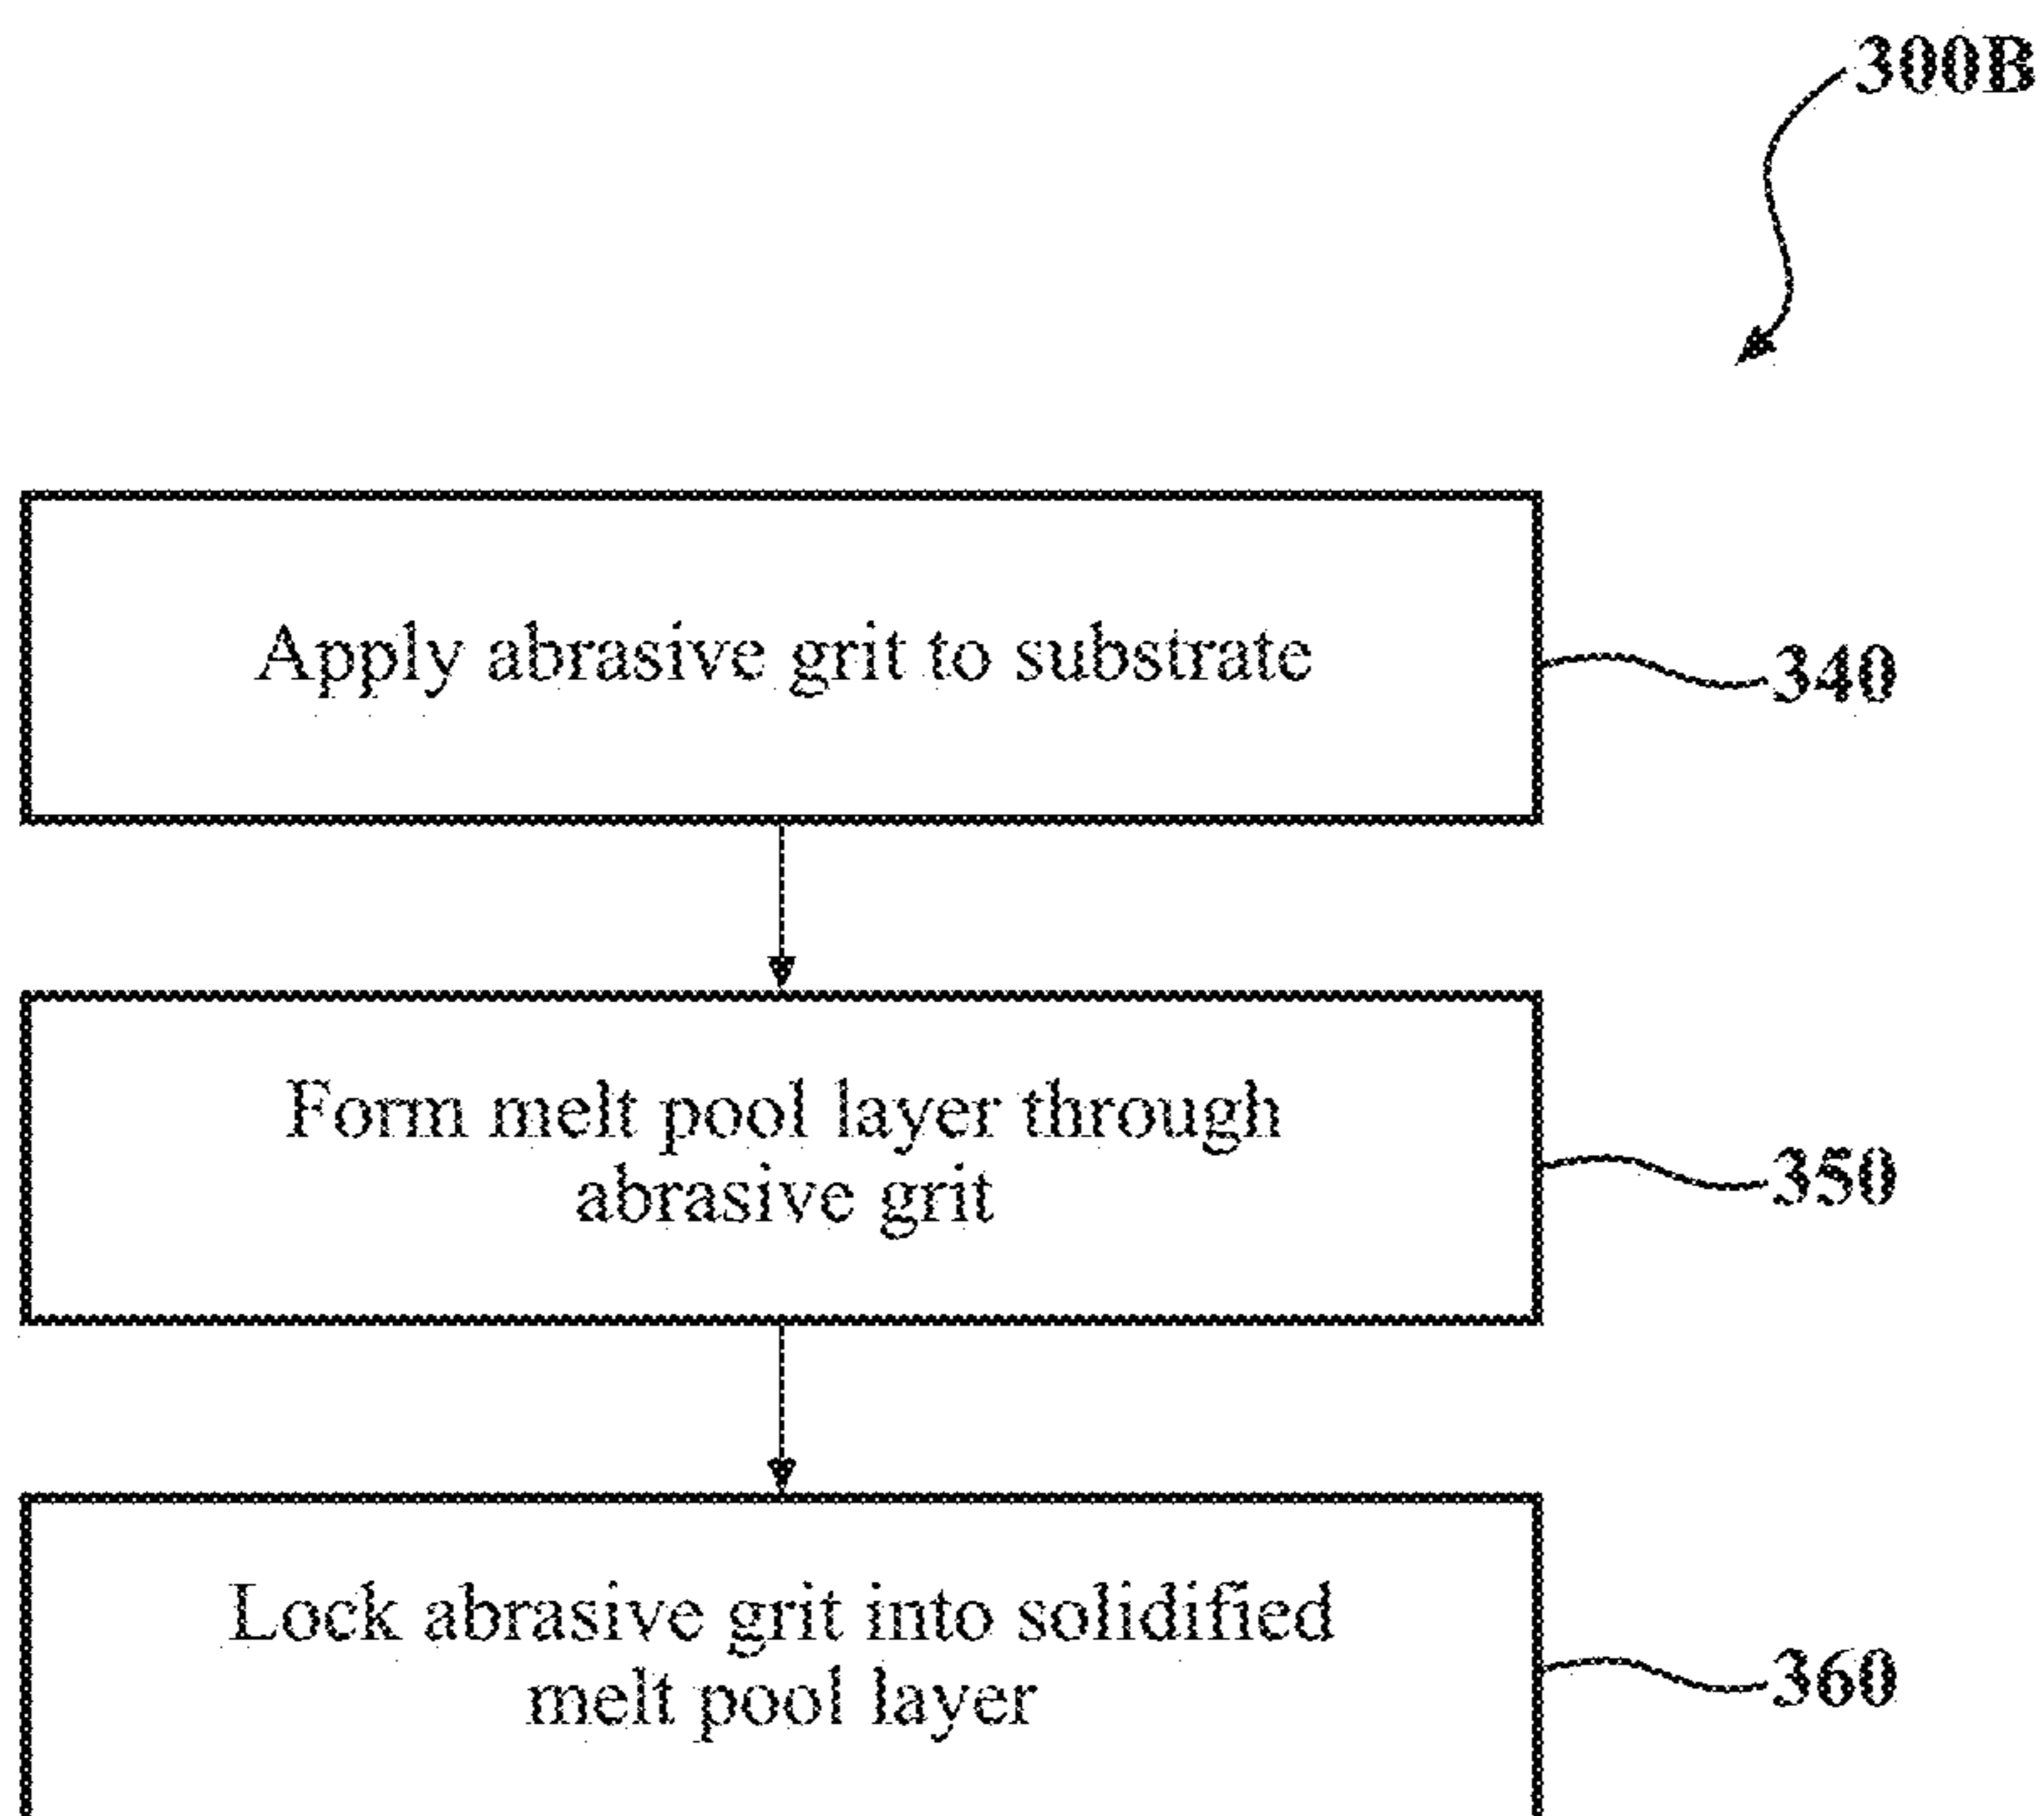 300B
Apply abrasive grit to substrate
340
Form melt pool layer through
abrasive grit
350
Lock abrasive grit into solidified
melt pool layer
360